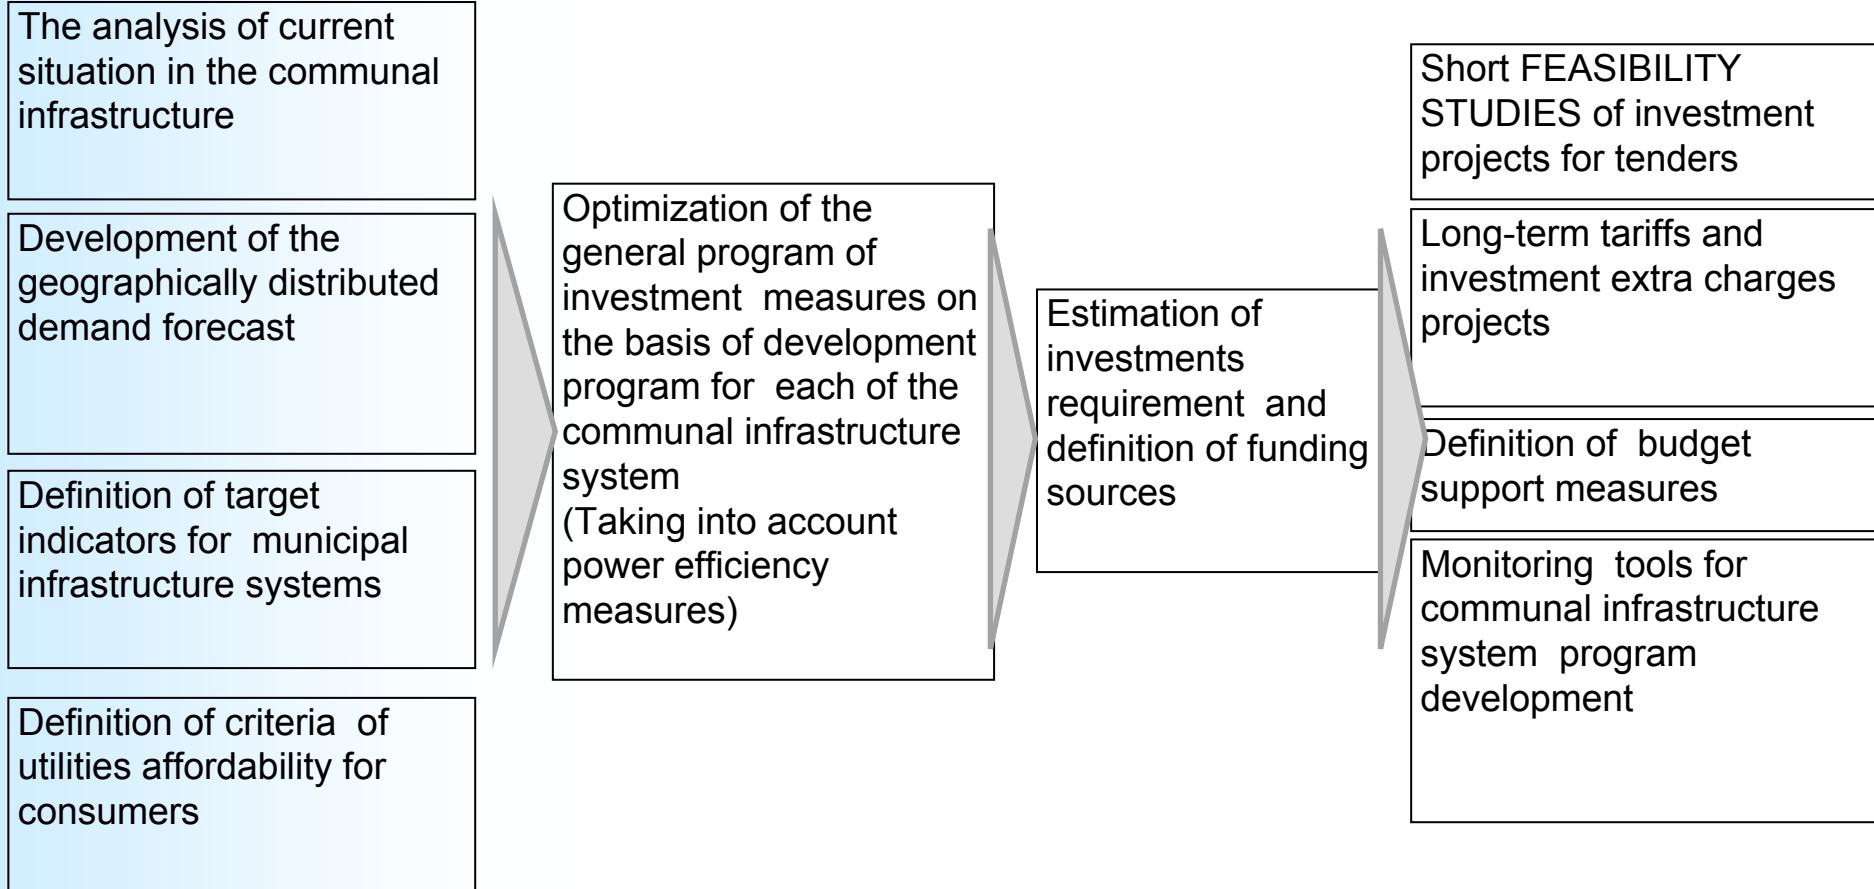 The analysis of current
situation in the communal
infrastructure
Development of the
geographically distributed
demand forecast
Definition of target
indicators for  municipal
infrastructure systems
Definition of criteria  of
utilities affordability for
consumers
Optimization of the
general program of
investment  measures on
the basis of development
program for  each of the
communal infrastructure
system
(Taking into account
power efficiency
measures)
Estimation of
investments
requirement  and
definition of funding
sources
Short FEASIBILITY
STUDIES of investment
projects for tenders
Long-term tariffs and
investment extra charges
projects
Definition of  budget
support measures
Monitoring  tools for
communal infrastructure
system  program
development